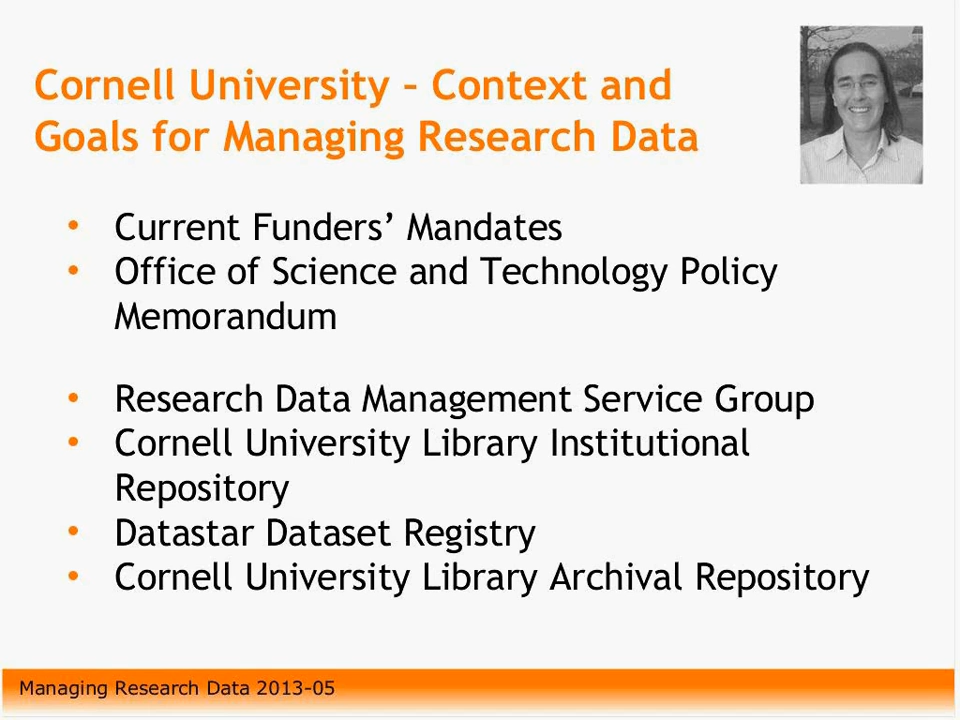 Cornell University – Context and
Goals for Managing Research Data
• Current Funders’ Mandates
• Office of Science and Technology Policy
Memorandum
• Research Data Management Service Group
• Cornell University Library Institutional
Repository
• Datastar Dataset Registry
• Cornell University Library Archival Repository
Managing Research Data 2013-05